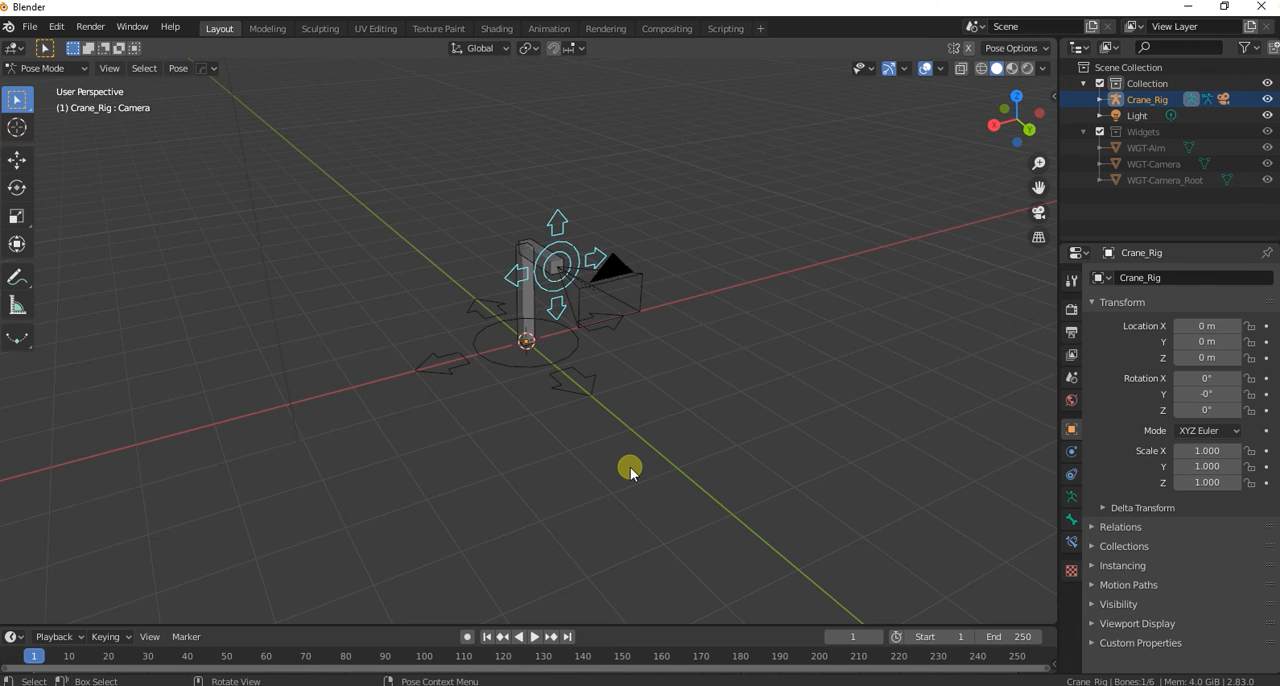 Blender
File Edit Render Window Help Layout Modeling Sculpting UV Editing Texture Paint Shading Animation Rendering Compositing Scripting + Scene View Layer
Global X Pose Options
Pose Mode View Select Pose
User Perspective
(1) Crane_Rig : Camera
Z
X
Y
Scene Collection
Collection
Crane_Rig
Light
Widgets
WGT-Aim
WGT-Camera
WGT-Camera_Root
Crane_Rig
Crane_Rig
Transform
Location X 0 m
Y 0 m
Z 0 m
Rotation X 0°
Y -0°
Z 0°
Mode XYZ Euler
Scale X 1.000
Y 1.000
Z 1.000
Delta Transform
Relations
Collections
Instancing
Motion Paths
Visibility
Viewport Display
Custom Properties
Playback Keying View Marker 1 Start 1 End 250
1 10 20 30 40 50 60 70 80 90 100 110 120 130 140 150 160 170 180 190 200 210 220 230 240 250
Select Box Select Rotate View Pose Context Menu Crane_Rig | Bones:1/6 | Mem: 4.0 GiB | 2.83.0